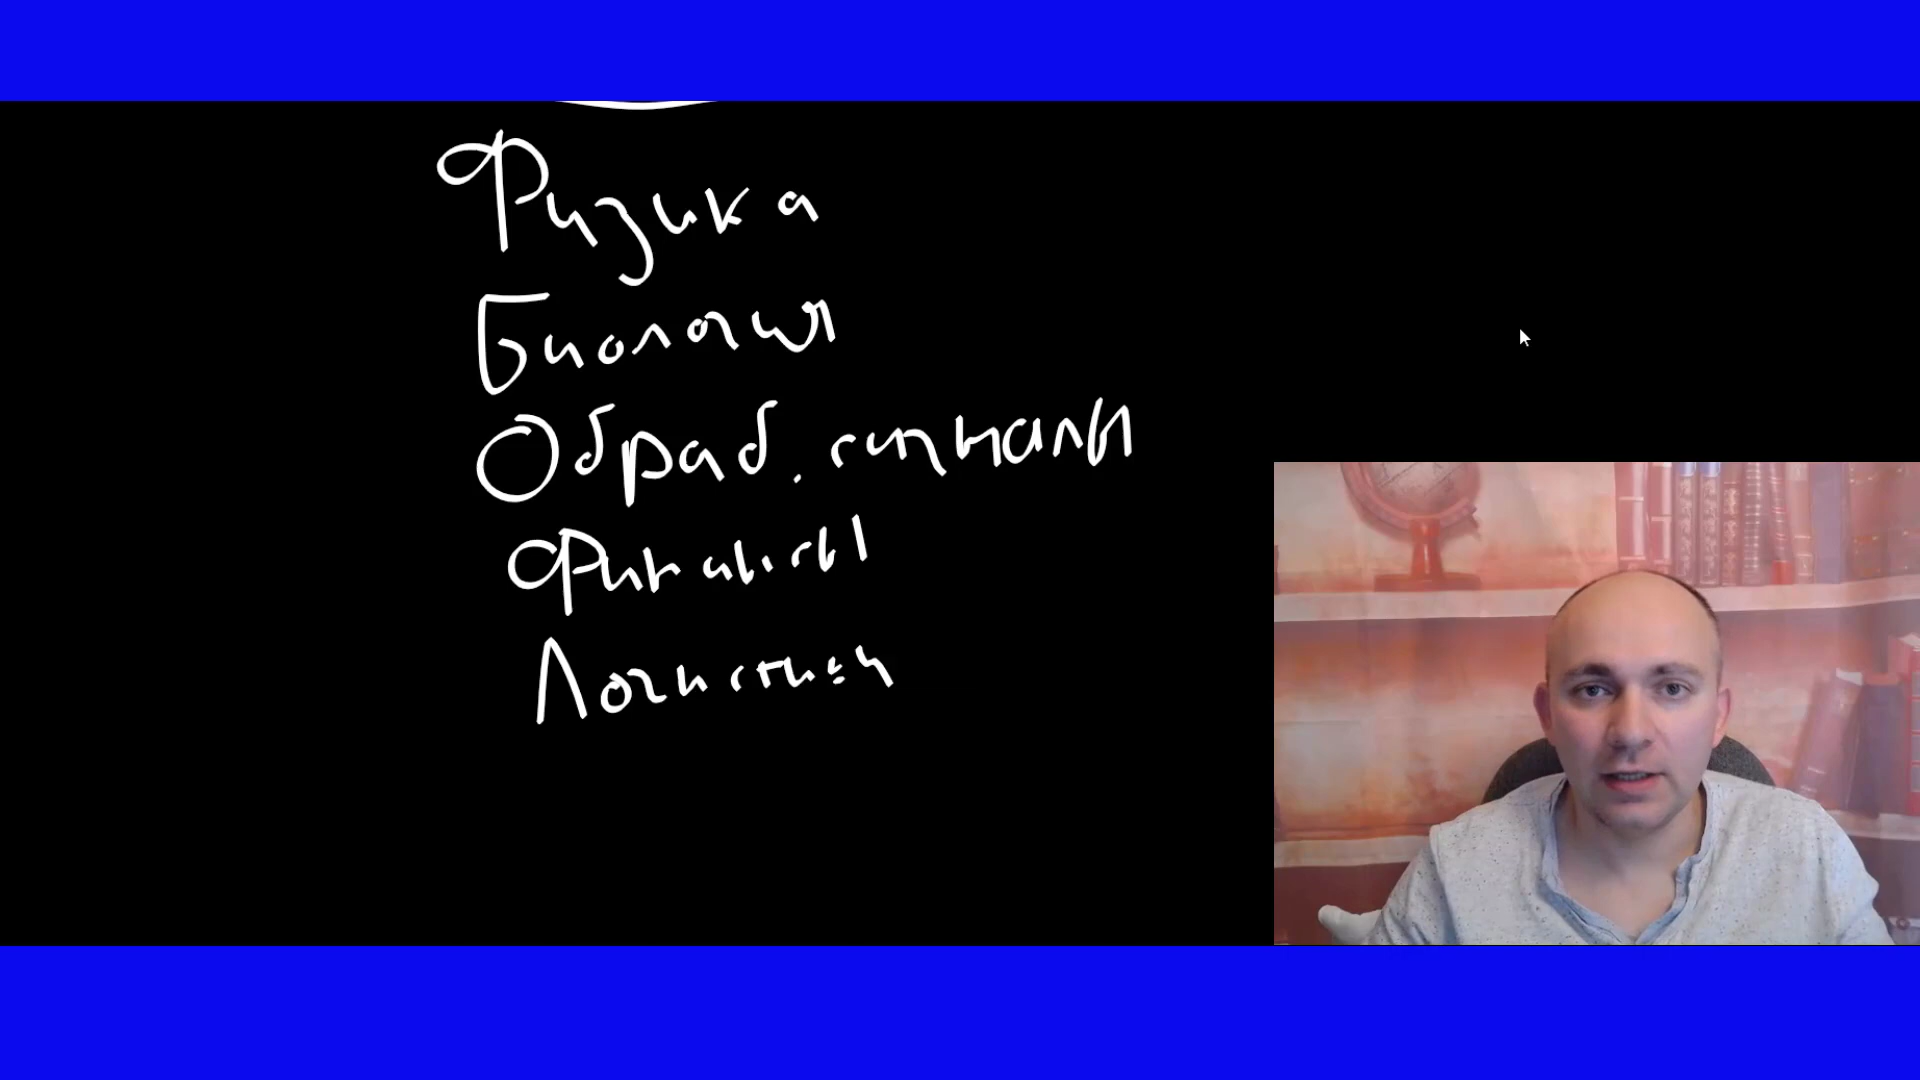 Физика
Биология
Обраб. сигналы
Финансы
Логистика